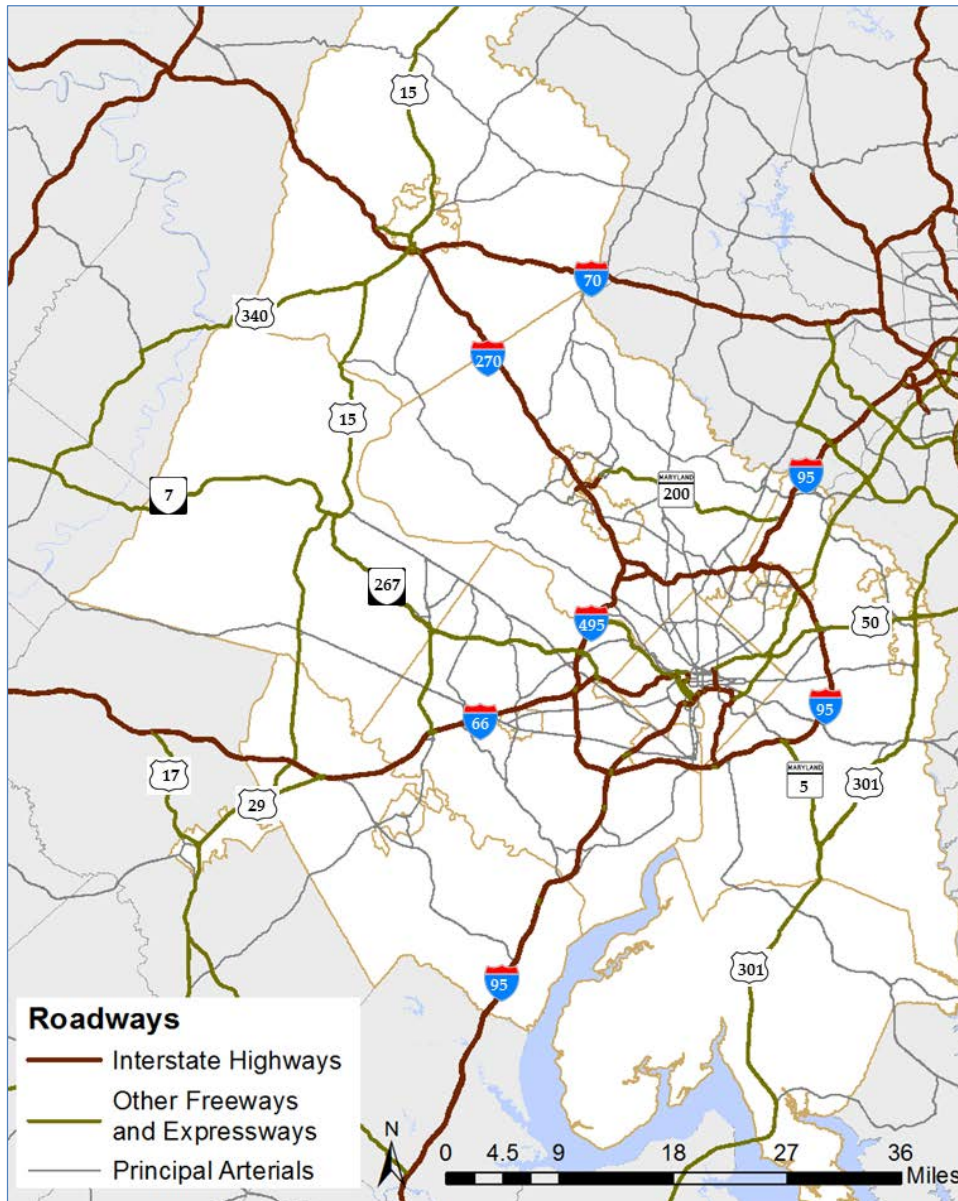 15
70
340
270
15
95
7
MARYLAND
200
267
495
50
66
95
17
MARYLAND
5
301
29
301
95
Roadways
Interstate Highways
Other Freeways
and Expressways
Principal Arterials
N
0 4.5 9 18 27 36
Miles